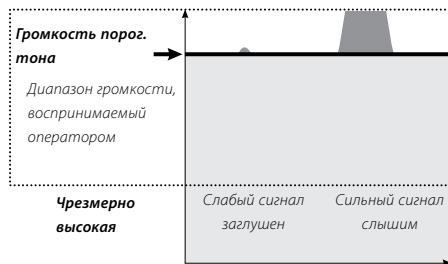 Громкость порог.
тона
Диапазон громкости,
воспринимаемый
оператором
Чрезмерно
высокая
Слабый сигнал
заглушен
Сильный сигнал
слышим